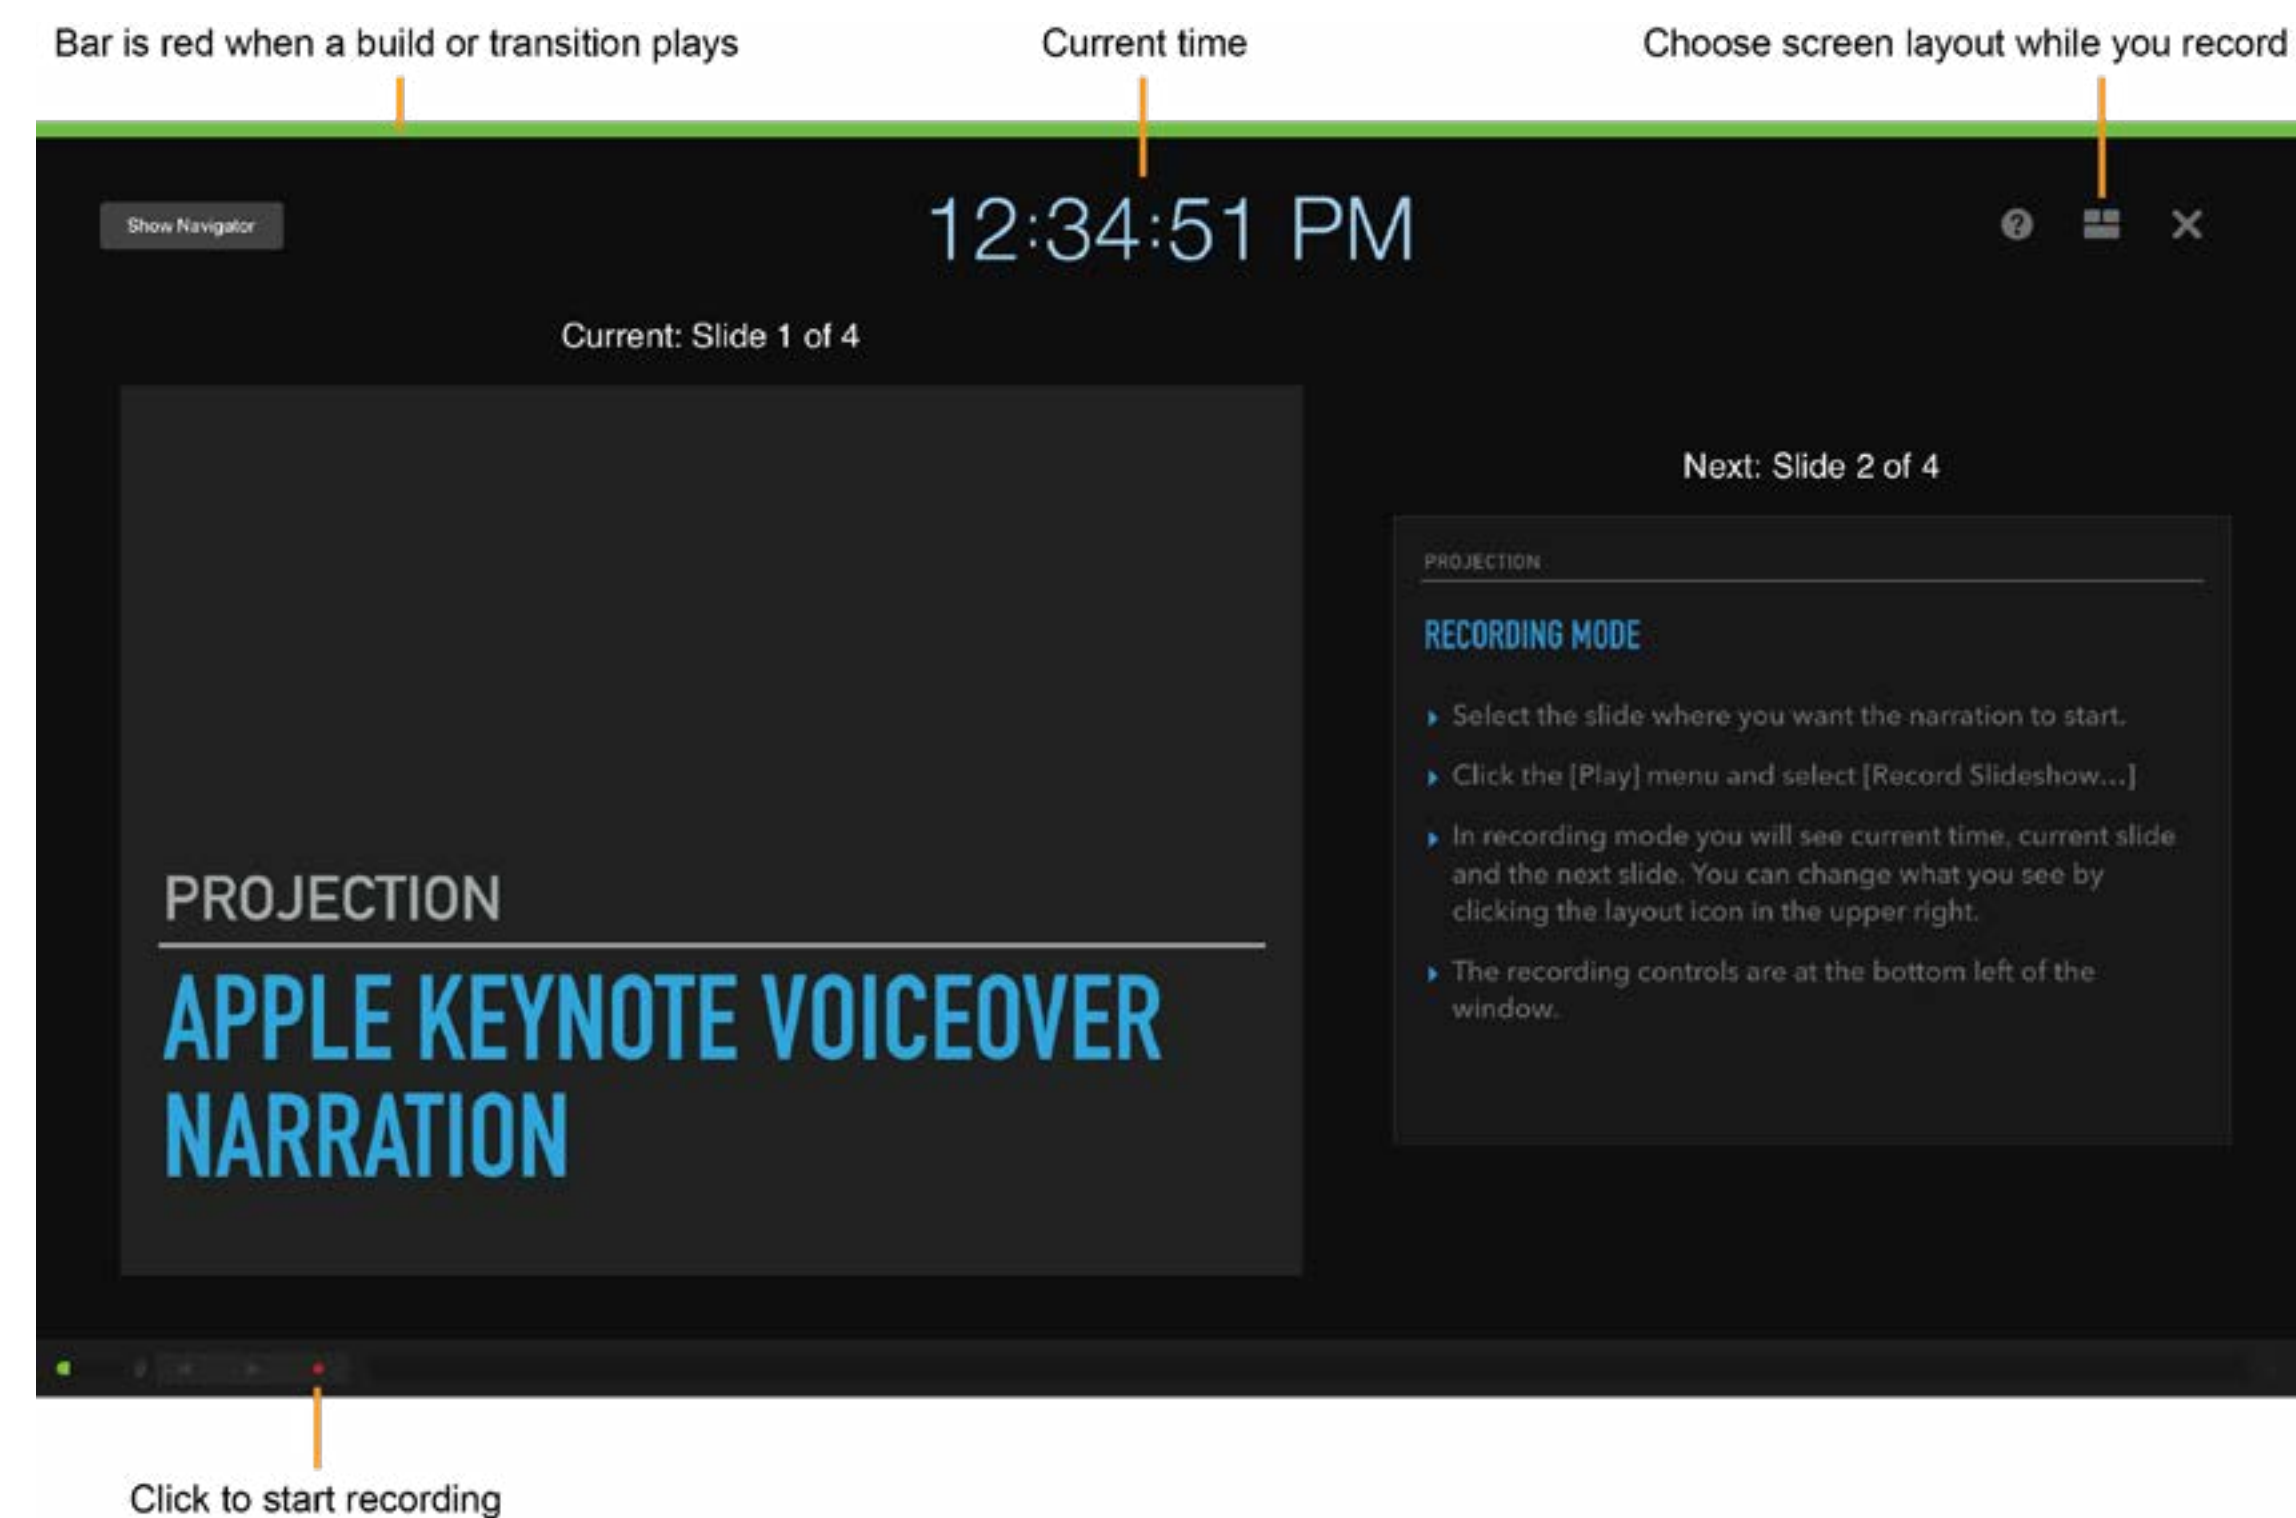 Bar is red when a build or transition plays
Current time
Choose screen layout while you record
Show Navigator
12:34:51 PM
?
Current: Slide 1 of 4
PROJECTION
APPLE KEYNOTE VOICEOVER
NARRATION
Next: Slide 2 of 4
PROJECTION
RECORDING MODE
Select the slide where you want the narration to start.
Click the [Play] menu and select [Record Slideshow...]
In recording mode you will see current time, current slide
and the next slide. You can change what you see by
clicking the layout icon in the upper right.
The recording controls are at the bottom left of the
window.
Click to start recording